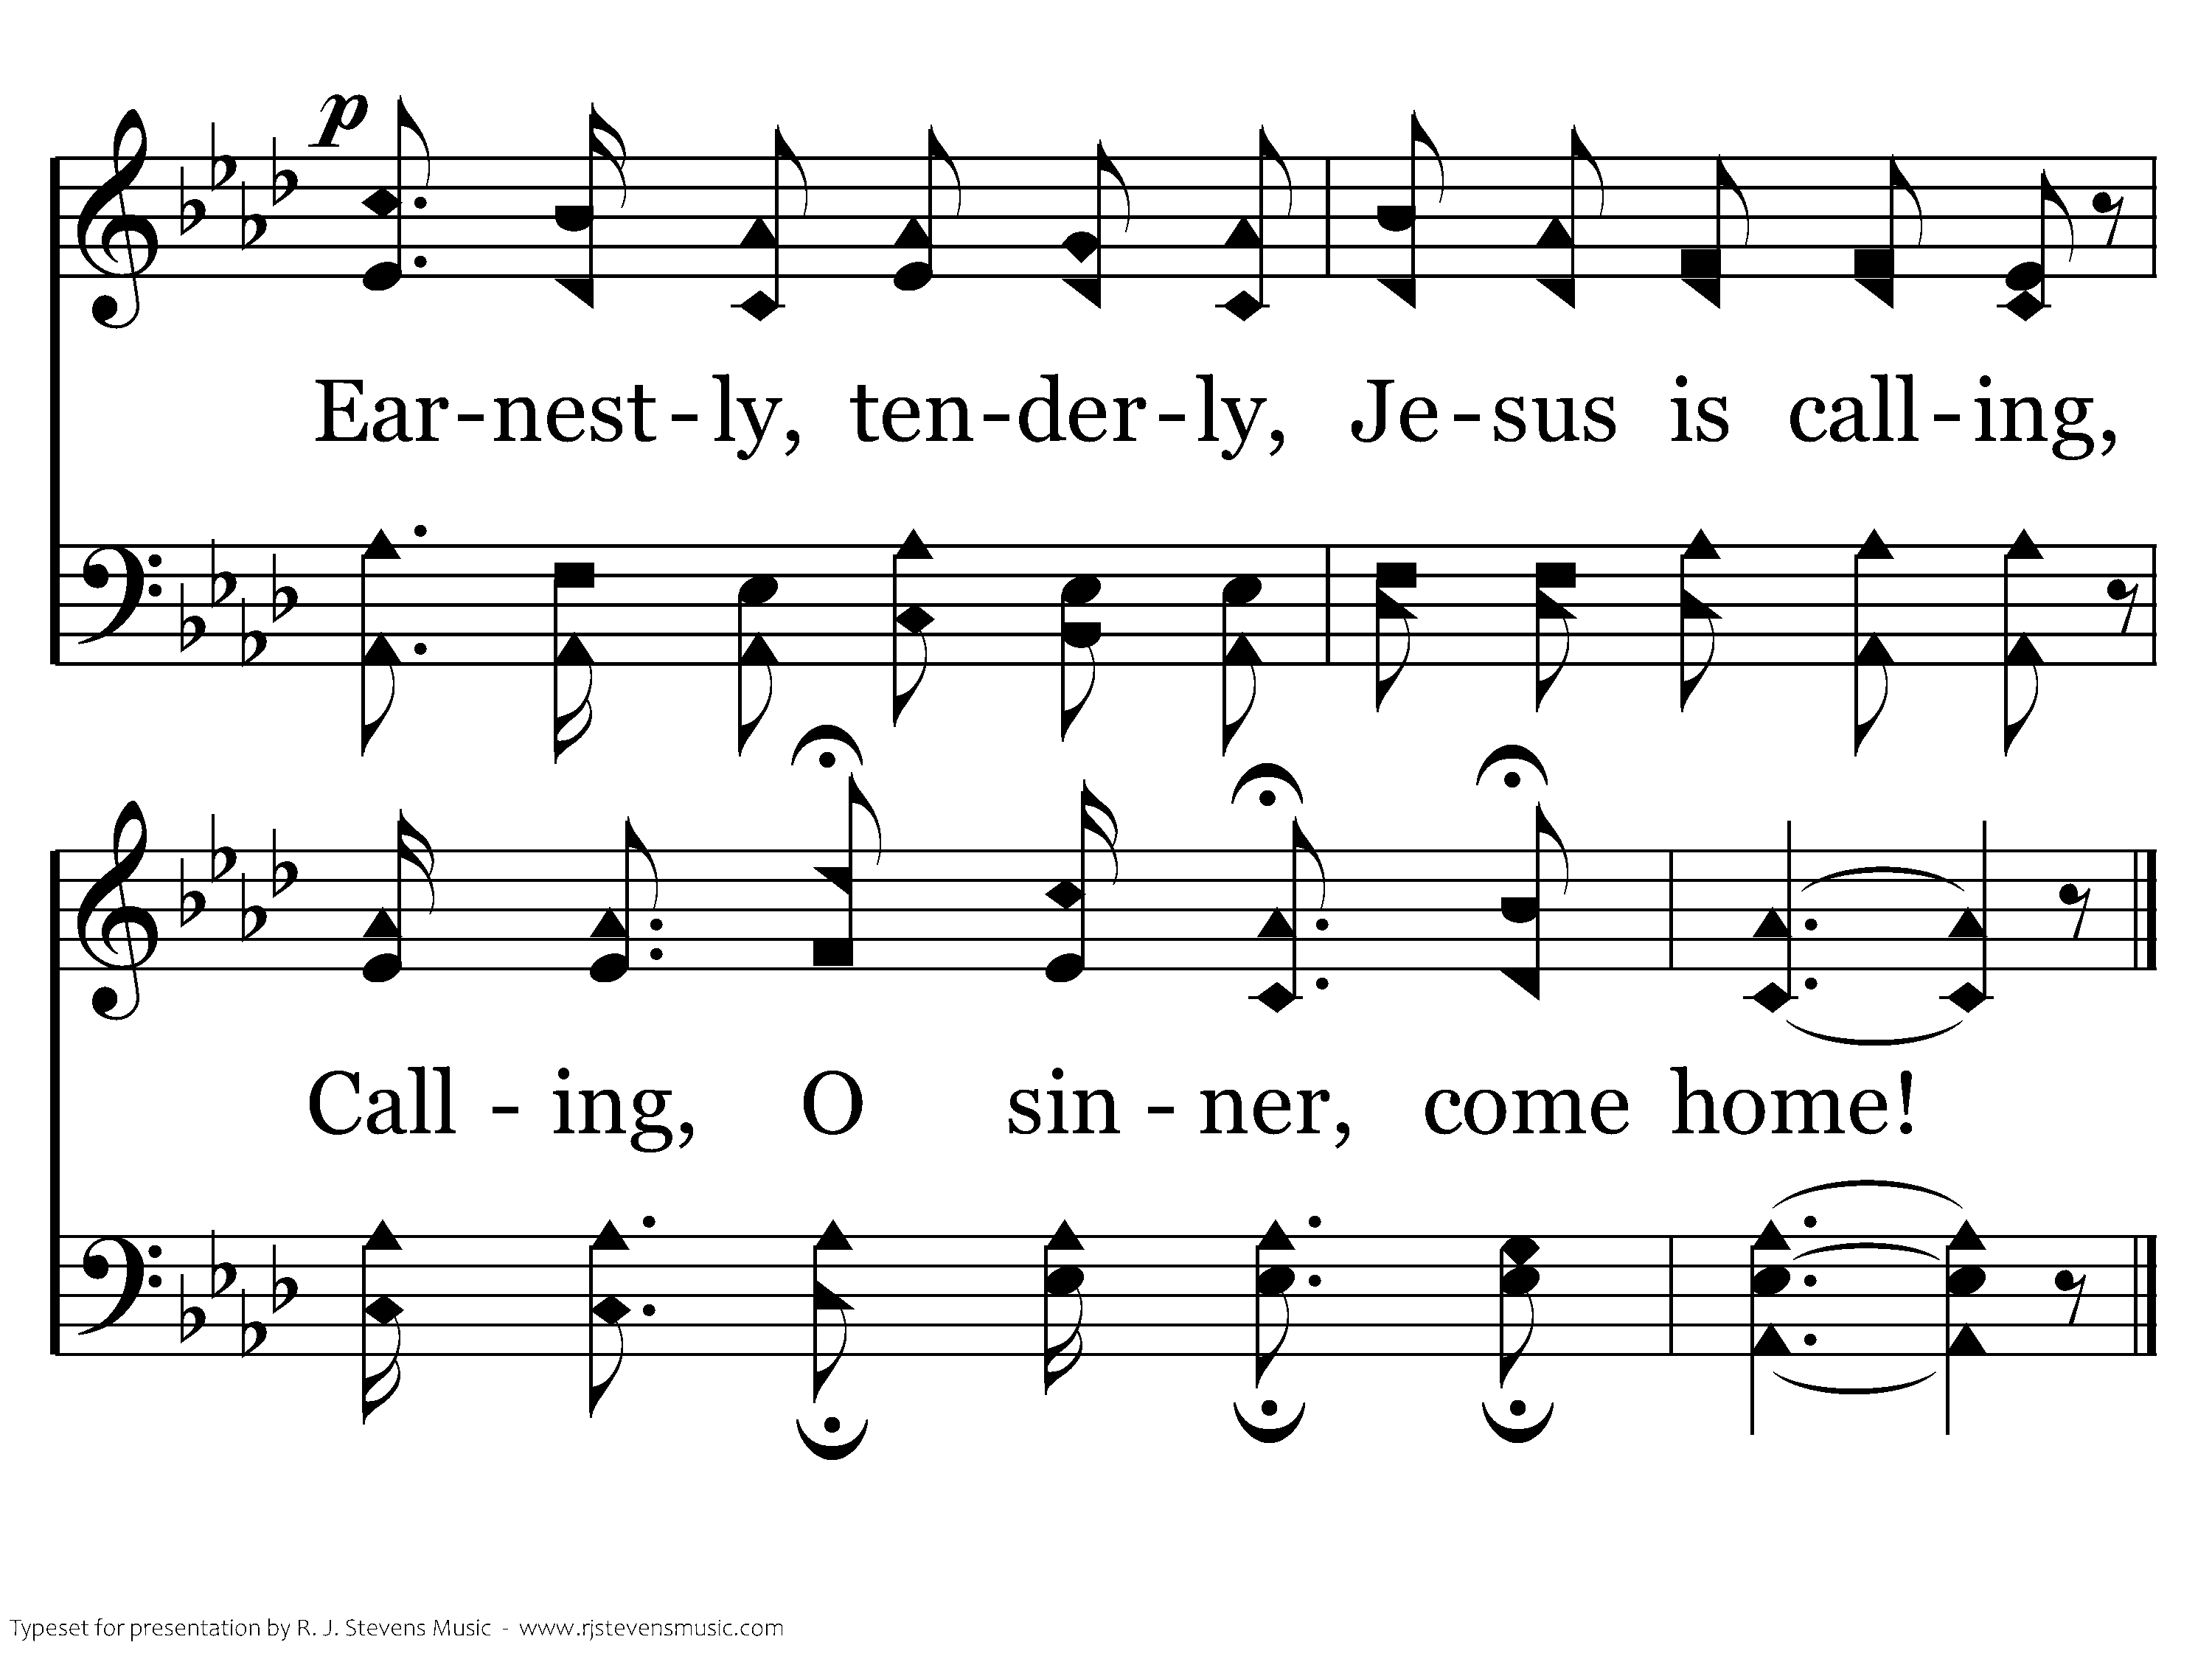 p
Ear-nest-ly, ten-der-ly, Je-sus is call-ing,
Call - ing, O sin - ner, come home!
Typeset for presentation by R. J. Stevens Music - www.rjstevensmusic.com